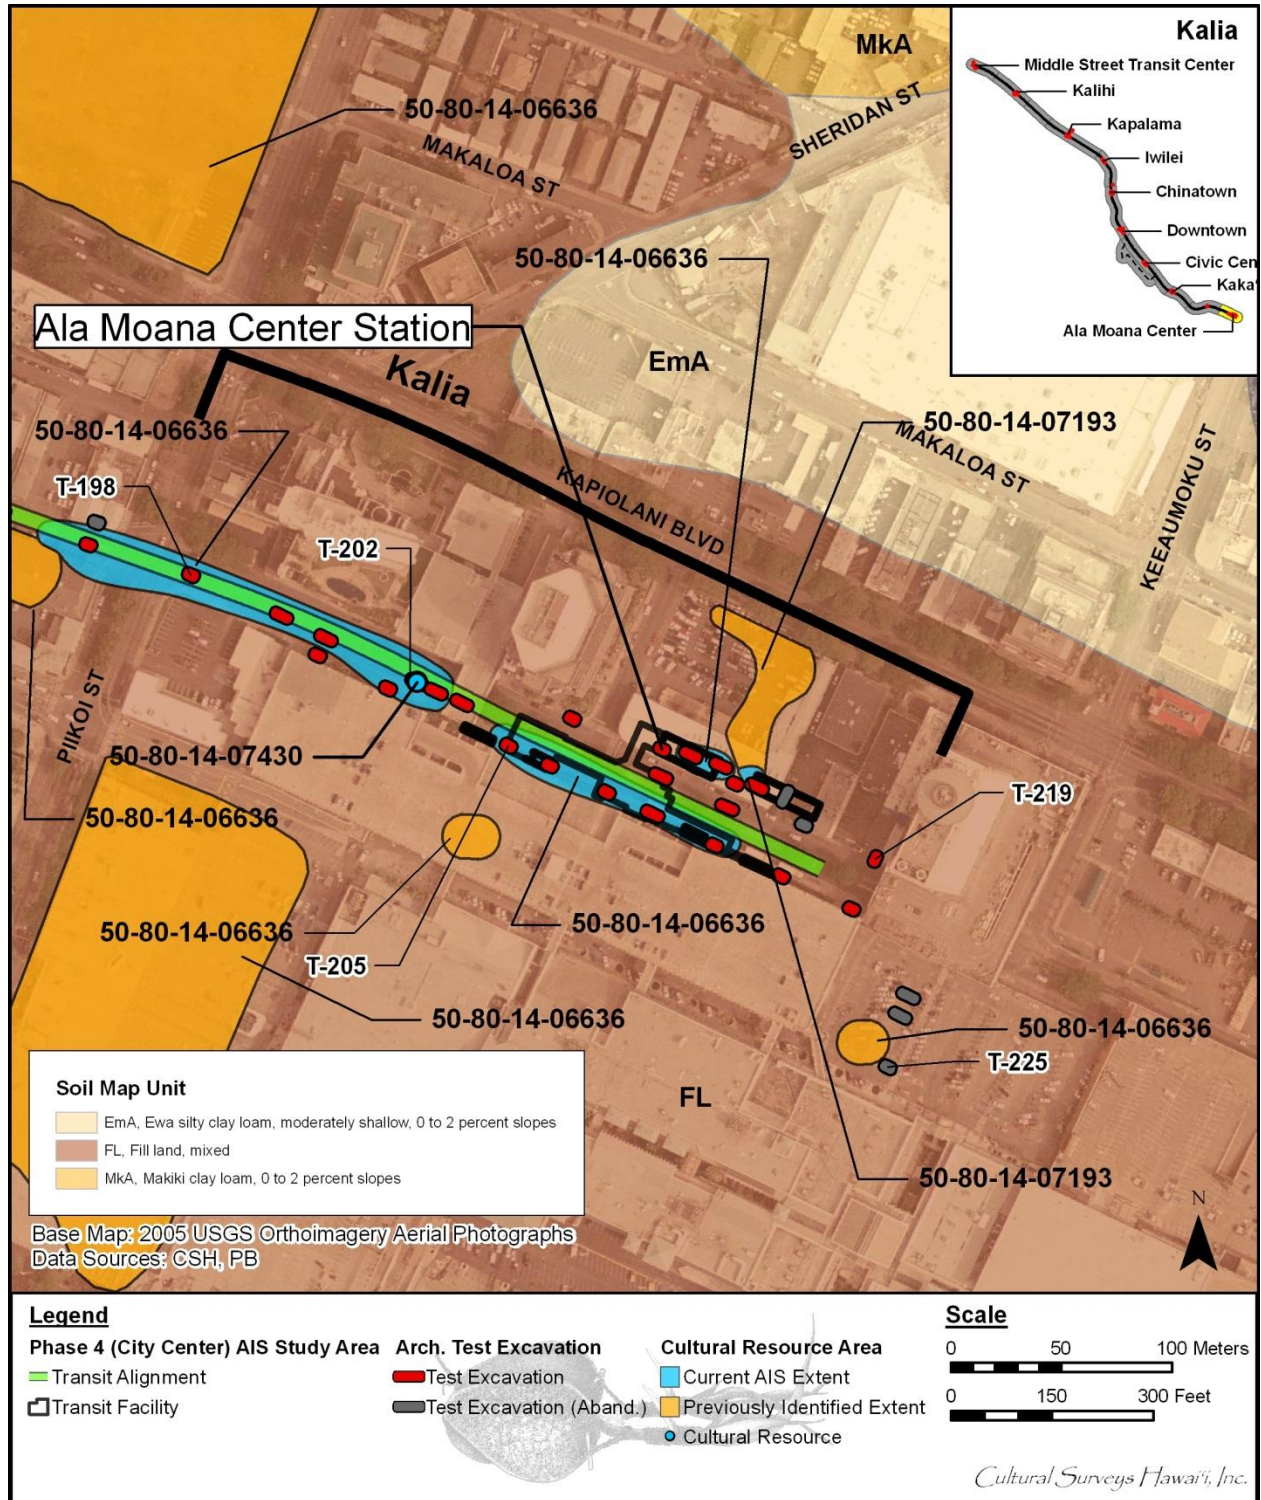 Kalia
Middle Street Transit Center
Kalihi
Kapalama
Iwilei
Chinatown
Downtown
Civic Cen
Kaka'
Ala Moana Center
MkA
50-80-14-06636
SHERIDAN ST
MAKALOA ST
50-80-14-06636
Ala Moana Center Station
Kalia
EmA
50-80-14-07193
MAKALOA ST
KEEAUMOKU ST
50-80-14-06636
KAPIOLANI BLVD
T-198
T-202
PIIKOI ST
50-80-14-07430
T-219
50-80-14-06636
50-80-14-06636
50-80-14-06636
T-205
50-80-14-06636
50-80-14-06636
T-225
FL
50-80-14-07193
Soil Map Unit
EmA, Ewa silty clay loam, moderately shallow, 0 to 2 percent slopes
FL, Fill land, mixed
MkA, Makiki clay loam, 0 to 2 percent slopes
N
Base Map: 2005 USGS Orthoimagery Aerial Photographs
Data Sources: CSH, PB
Legend
Phase 4 (City Center) AIS Study Area
Transit Alignment
Transit Facility
Arch. Test Excavation
Test Excavation
Test Excavation (Aband.)
Cultural Resource Area
Current AIS Extent
Previously Identified Extent
Cultural Resource
Scale
0 50 100 Meters
0 150 300 Feet
Cultural Surveys Hawai'i, Inc.